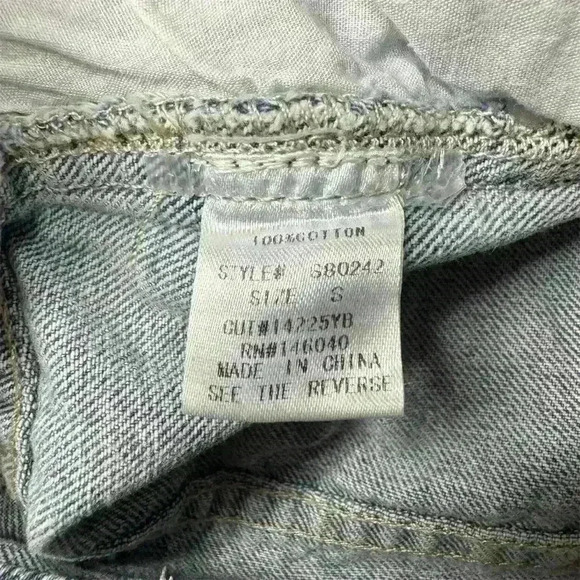 100%COTTON
STYLE# S80242
SIZE S
CUT#14225YB
RN#146040
MADE IN CHINA
SEE THE REVERSE